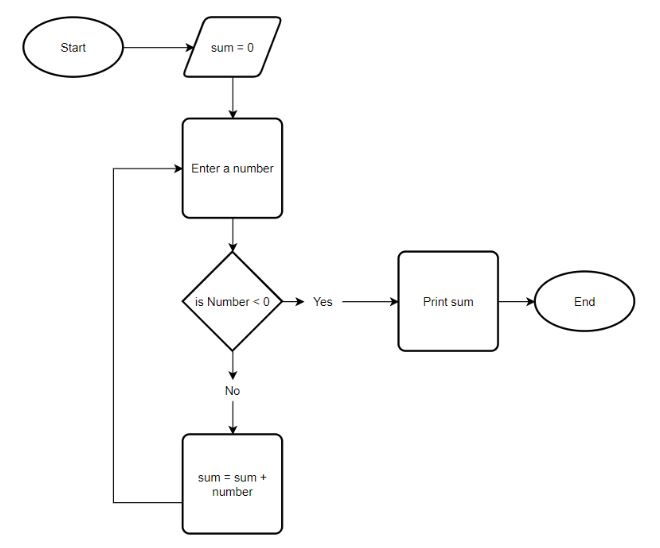 Start
sum = 0
Enter a number
is Number < 0
Yes
Print sum
End
No
sum = sum +
number